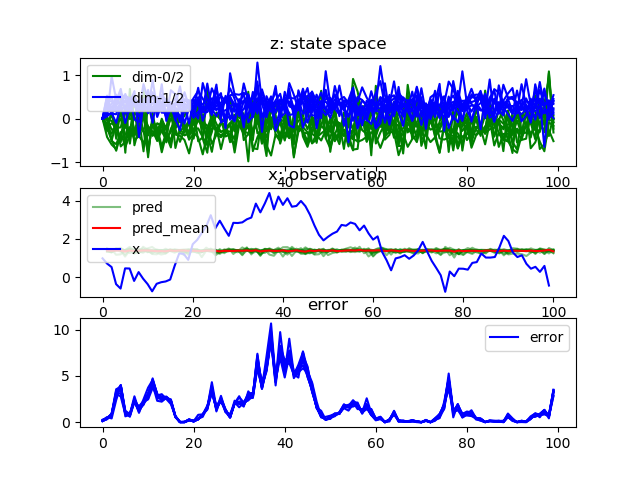 z: state space
dim-0/2
dim-1/2
1
0
−1
0 20 40 60 80 100
x: observation
pred
pred_mean
x
4
2
0
0 20 40 60 80 100
error
error
10
5
0
0 20 40 60 80 100